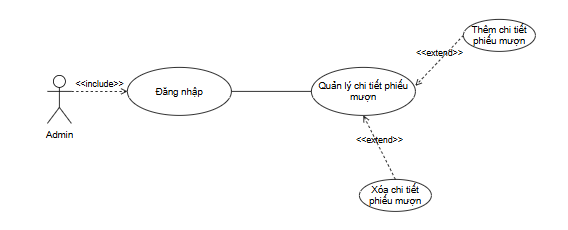 Thêm chi tiết
phiếu mượn
<<extend>>
<<include>>
Đăng nhập
Quản lý chi tiết phiếu
mượn
Admin
<<extend>>
Xóa chi tiết
phiếu mượn